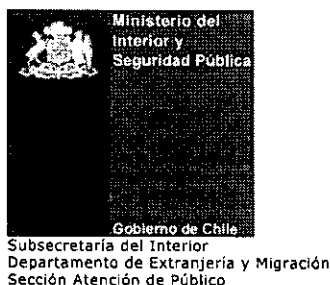 Ministerio del
Interior y
Seguridad Pública
Gobierno de Chile
Subsecretaría del Interior
Departamento de Extranjería y Migración
Sección Atención de Público